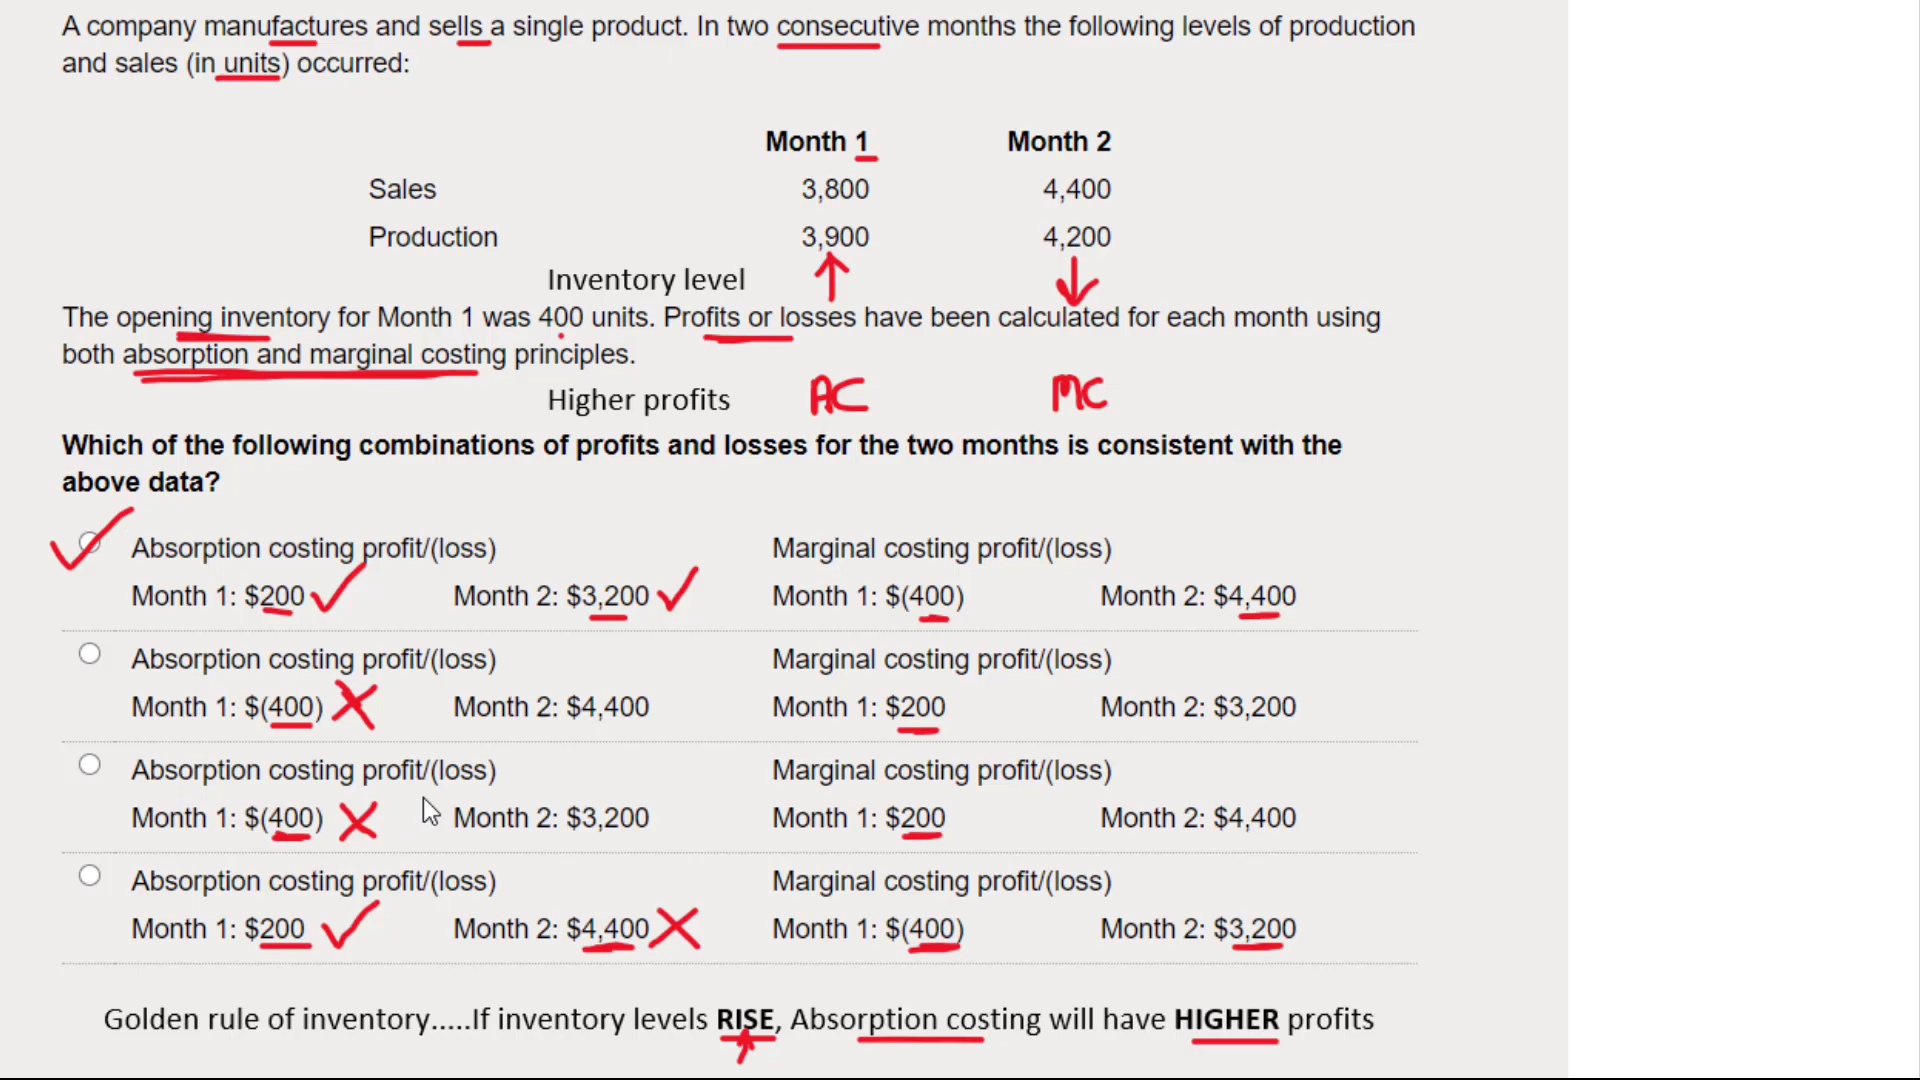 A company manufactures and sells a single product. In two consecutive months the following levels of production
and sales (in units) occurred:
Month 1 Month 2
Sales 3,800 4,400
Production 3,900 4,200
Inventory level
The opening inventory for Month 1 was 400 units. Profits or losses have been calculated for each month using
both absorption and marginal costing principles.
Higher profits AC MC
Which of the following combinations of profits and losses for the two months is consistent with the
above data?
Absorption costing profit/(loss) Marginal costing profit/(loss)
Month 1: $200 Month 2: $3,200 Month 1: $(400) Month 2: $4,400
Absorption costing profit/(loss) Marginal costing profit/(loss)
Month 1: $(400) Month 2: $4,400 Month 1: $200 Month 2: $3,200
Absorption costing profit/(loss) Marginal costing profit/(loss)
Month 1: $(400) Month 2: $3,200 Month 1: $200 Month 2: $4,400
Absorption costing profit/(loss) Marginal costing profit/(loss)
Month 1: $200 Month 2: $4,400 Month 1: $(400) Month 2: $3,200
Golden rule of inventory.....If inventory levels RISE, Absorption costing will have HIGHER profits